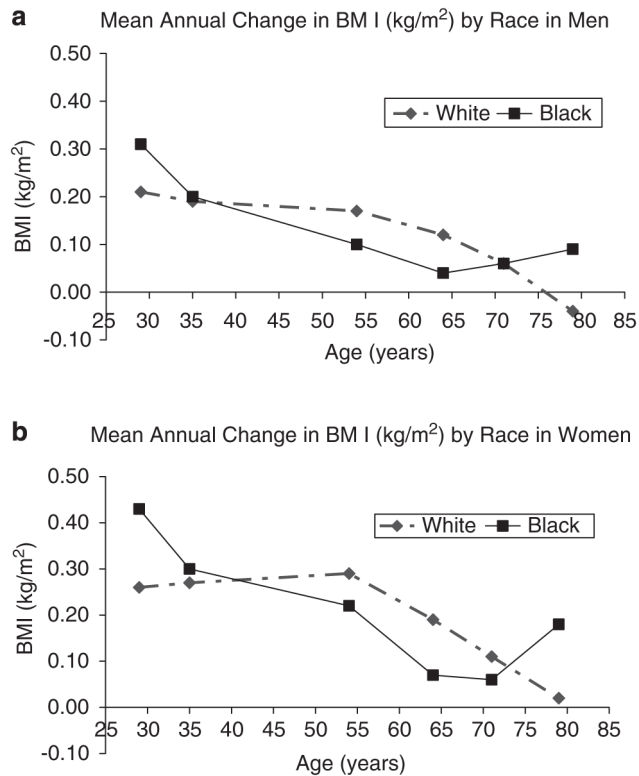 a
Mean Annual Change in BM I (kg/m²) by Race in Men
0.50
0.40
0.30
0.20
0.10
0.00
-0.10
BMI (kg/m²)
White
Black
25 30 35 40 45 50 55 60 65 70 75 80 85
Age (years)
b
Mean Annual Change in BM I (kg/m²) by Race in Women
0.50
0.40
0.30
0.20
0.10
0.00
-0.10
BMI (kg/m²)
White
Black
25 30 35 40 45 50 55 60 65 70 75 80 85
Age (years)